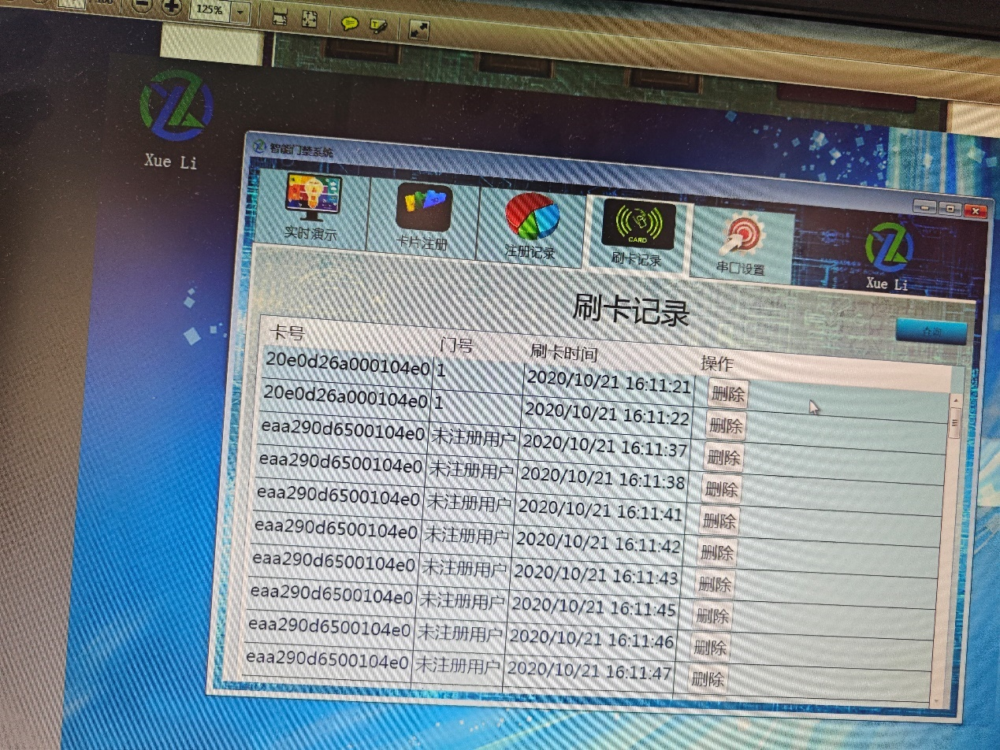 125%
Xue Li
智能门禁系统
实时演示
卡片注册
注册记录
CARD
刷卡记录
串口设置
Xue Li
刷卡记录
查询
卡号 门号 刷卡时间 操作
20e0d26a000104e0 1 2020/10/21 16:11:21 删除
20e0d26a000104e0 1 2020/10/21 16:11:22 删除
eaa290d6500104e0 未注册用户 2020/10/21 16:11:37 删除
eaa290d6500104e0 未注册用户 2020/10/21 16:11:38 删除
eaa290d6500104e0 未注册用户 2020/10/21 16:11:41 删除
eaa290d6500104e0 未注册用户 2020/10/21 16:11:42 删除
eaa290d6500104e0 未注册用户 2020/10/21 16:11:43 删除
eaa290d6500104e0 未注册用户 2020/10/21 16:11:45 删除
eaa290d6500104e0 未注册用户 2020/10/21 16:11:46 删除
eaa290d6500104e0 未注册用户 2020/10/21 16:11:47 删除